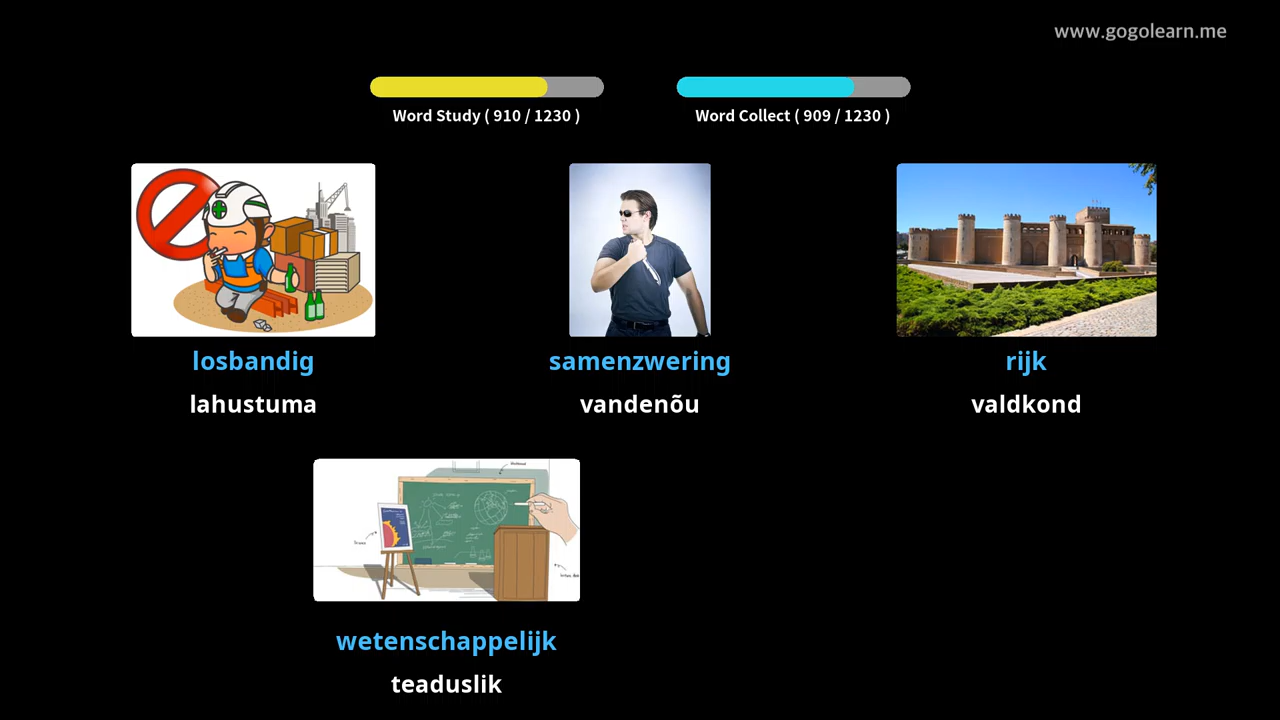 www.gogolearn.me
Word Study ( 910 / 1230 )
Word Collect ( 909 / 1230 )
losbandig
samenzwering
rijk
lahustuma
vandenõu
valdkond
wetenschappelijk
teaduslik